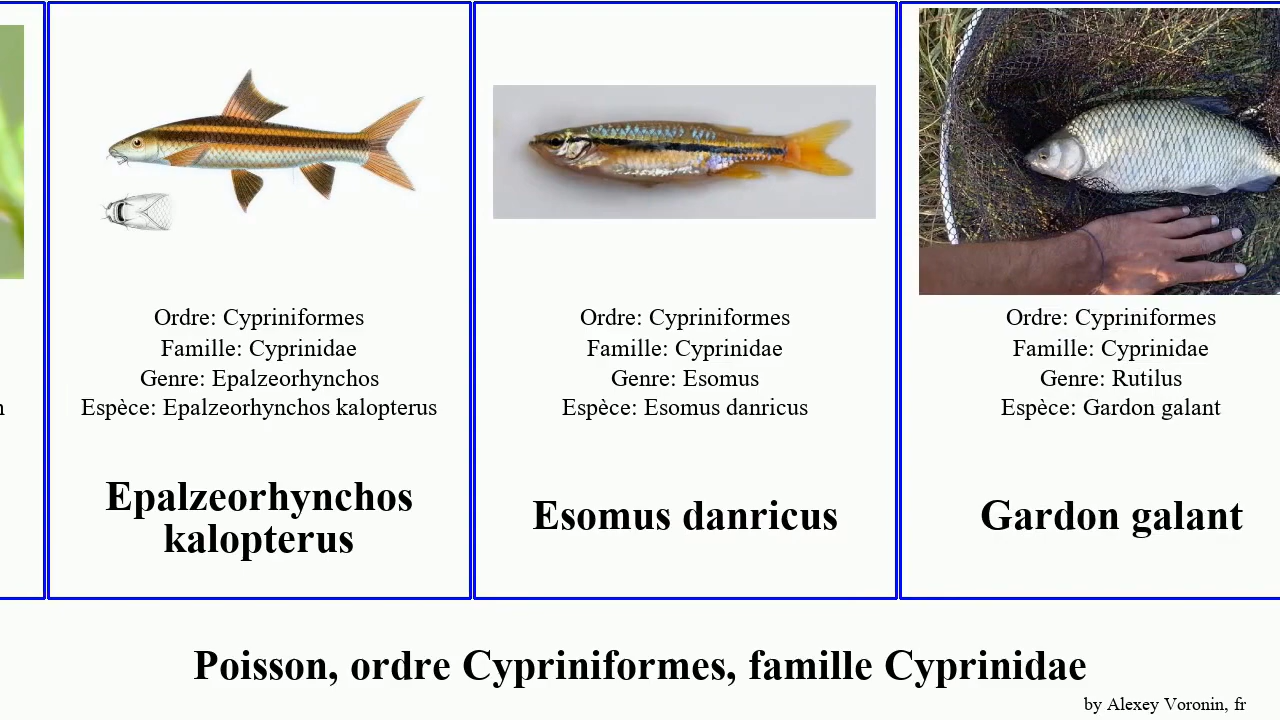 n
Ordre: Cypriniformes
Famille: Cyprinidae
Genre: Epalzeorhynchos
Espèce: Epalzeorhynchos kalopterus
Epalzeorhynchos
kalopterus
Ordre: Cypriniformes
Famille: Cyprinidae
Genre: Esomus
Espèce: Esomus danricus
Esomus danricus
Ordre: Cypriniformes
Famille: Cyprinidae
Genre: Rutilus
Espèce: Gardon galant
Gardon galant
Poisson, ordre Cypriniformes, famille Cyprinidae
by Alexey Voronin, fr